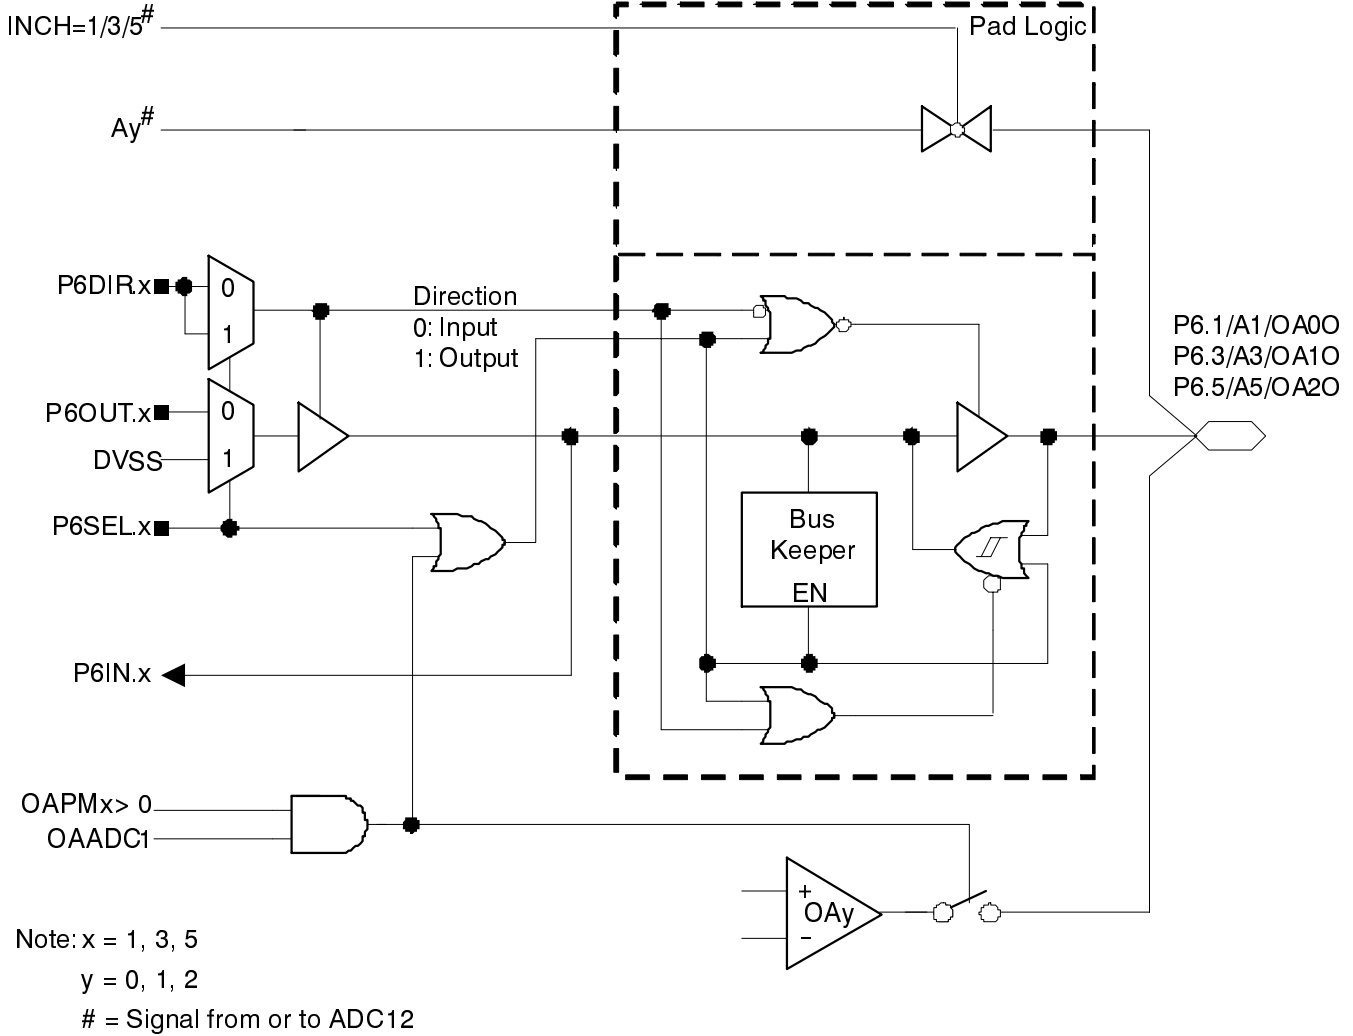 INCH=1/3/5#
Pad Logic
Ay#
P6DIR.x
0
1
Direction
0: Input
1: Output
P6.1/A1/OA0O
P6.3/A3/OA1O
P6.5/A5/OA2O
P6OUT.x
0
DVSS
1
P6SEL.x
Bus
Keeper
EN
P6IN.x
OAPMx> 0
OAADC1
+
OAy
−
Note: x = 1, 3, 5
y = 0, 1, 2
# = Signal from or to ADC12